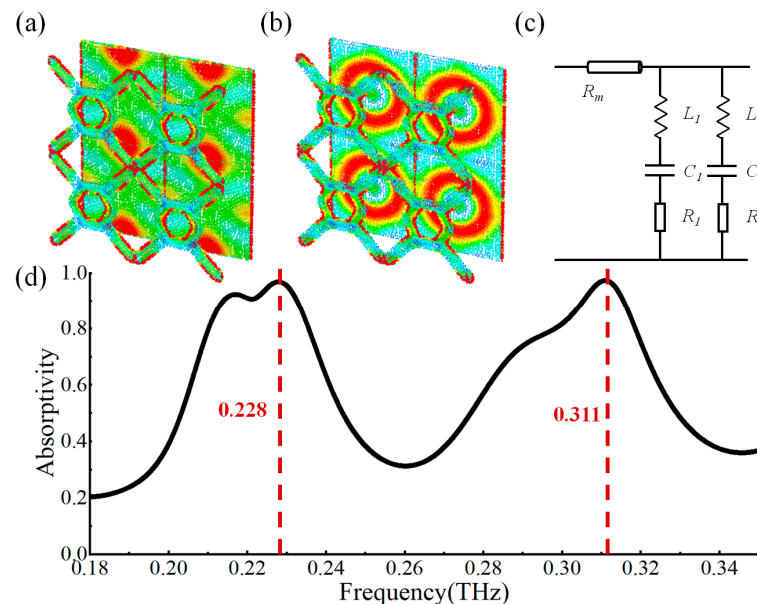 (a)
(b)
(c)
R_m
L_1
L
C_1
C
R_1
R
(d)
Absorptivity
1.0
0.8
0.6
0.4
0.2
0.0
0.228
0.311
0.18
0.20
0.22
0.24
0.26
0.28
0.30
0.32
0.34
Frequency(THz)